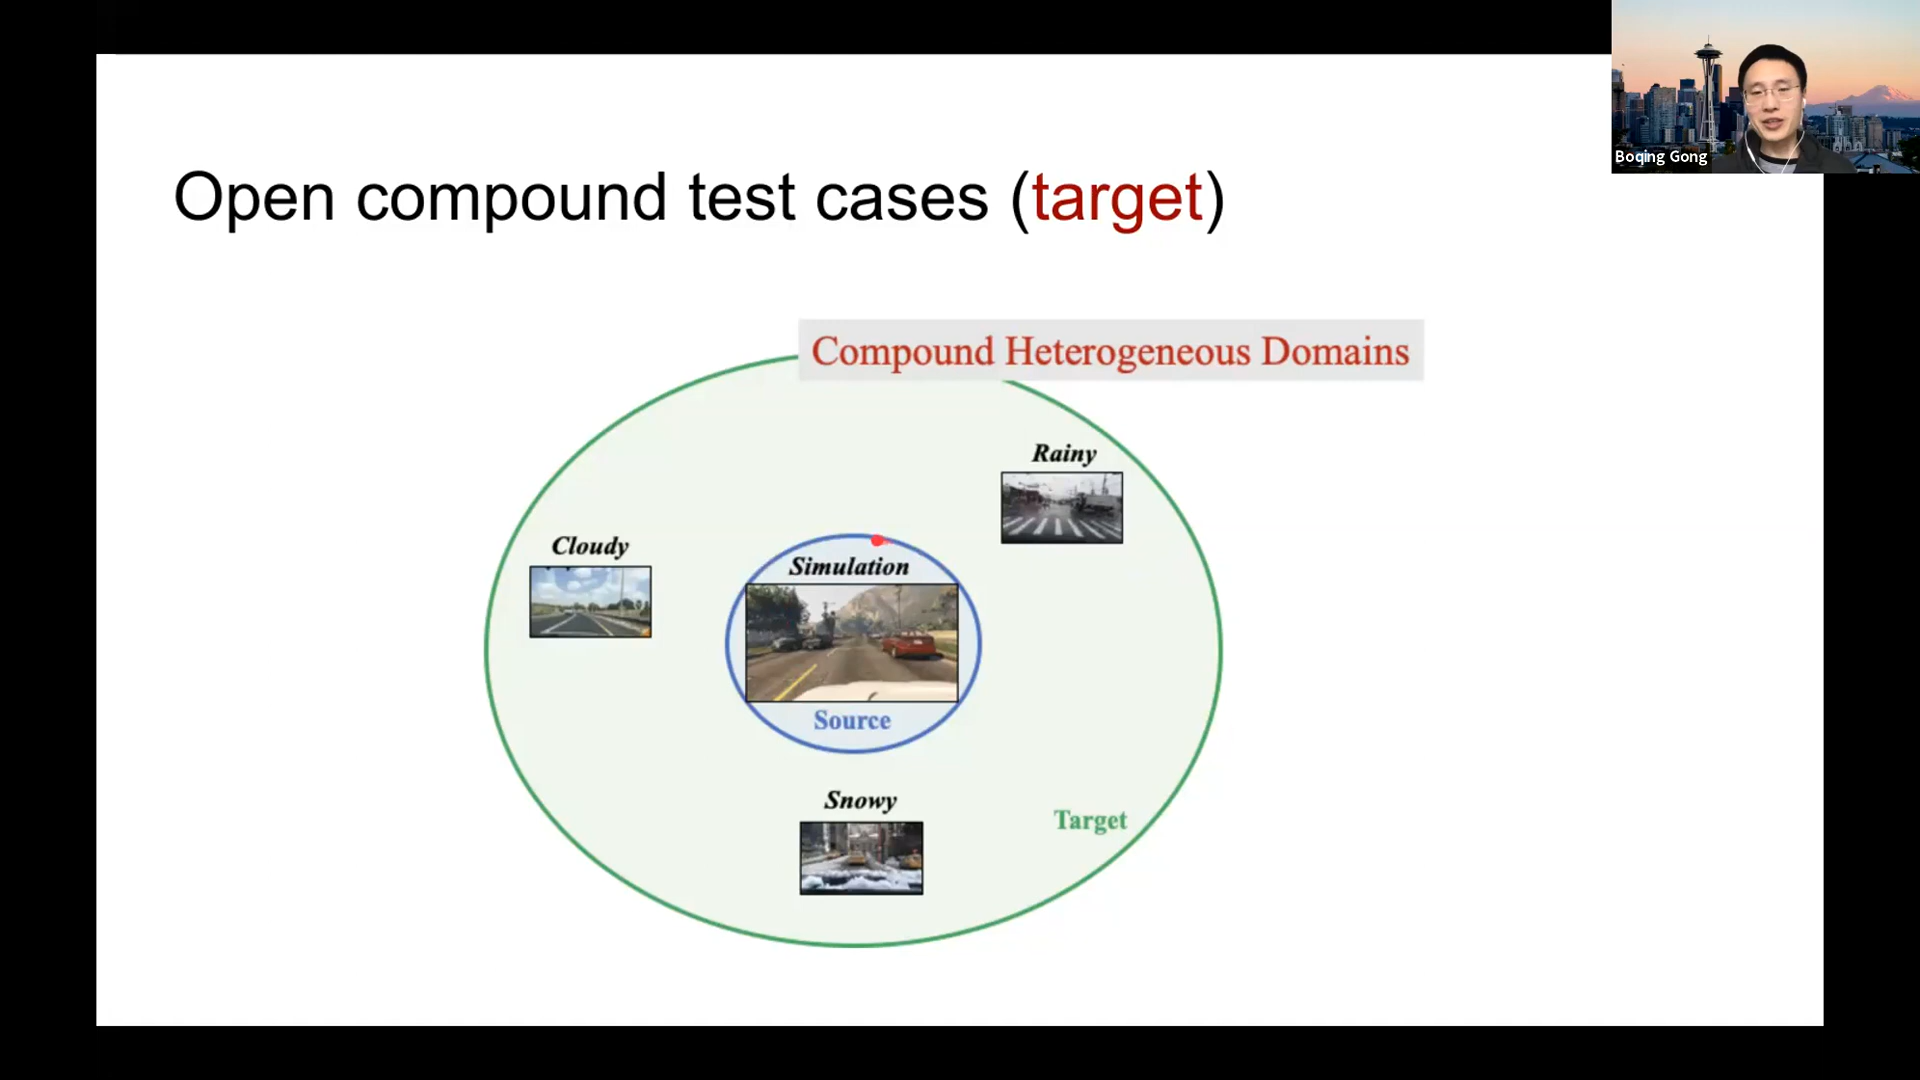 Boqing Gong
Open compound test cases (target)
Compound Heterogeneous Domains
Rainy
Cloudy
Simulation
Source
Snowy
Target